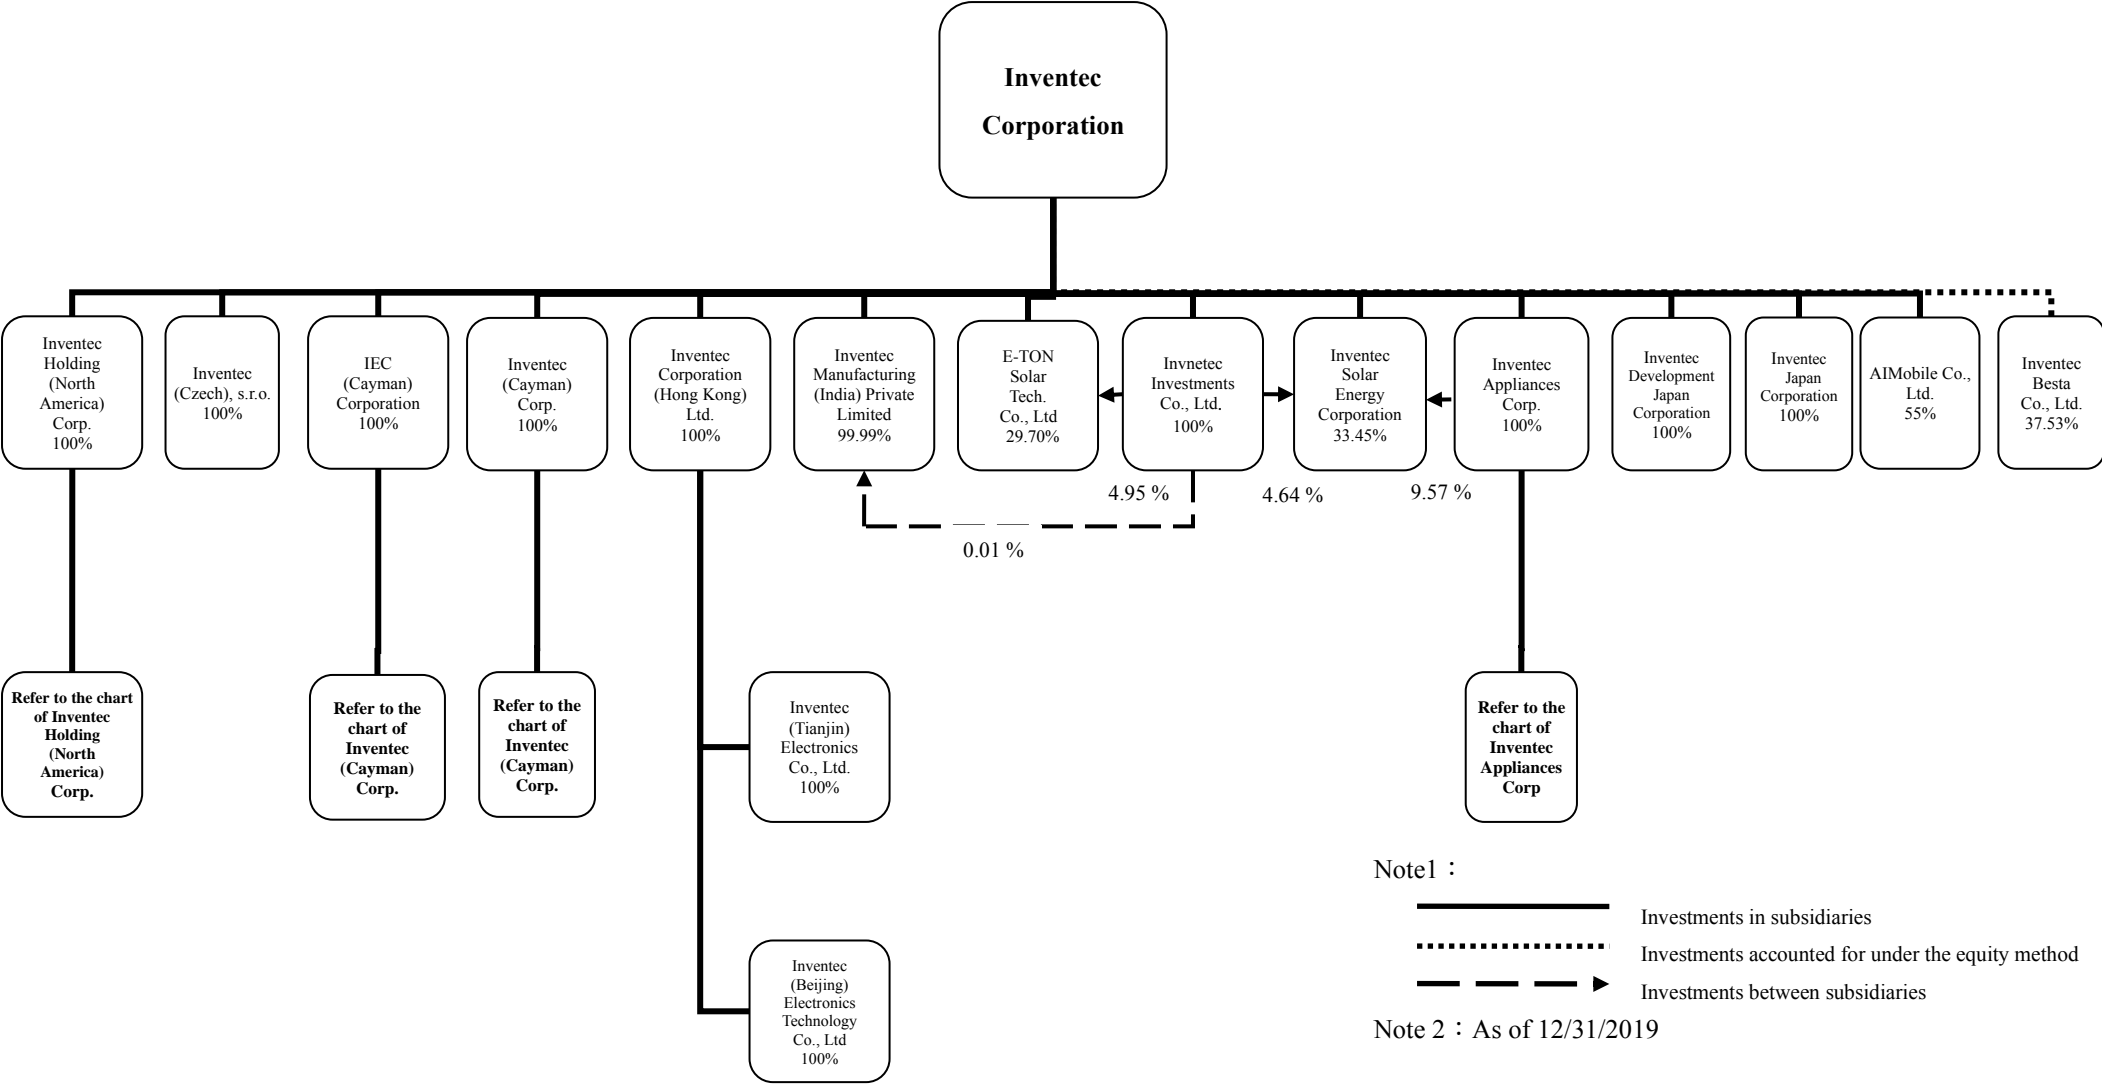 Inventec
Corporation
Inventec
Holding
(North
America)
Corp.
100%
Inventec
(Czech), s.r.o.
100%
IEC
(Cayman)
Corporation
100%
Inventec
(Cayman)
Corp.
100%
Inventec
Corporation
(Hong Kong)
Ltd.
100%
Inventec
Manufacturing
(India) Private
Limited
99.99%
E-TON
Solar
Tech.
Co., Ltd
29.70%
Invnetec
Investments
Co., Ltd.
100%
Inventec
Solar
Energy
Corporation
33.45%
Inventec
Appliances
Corp.
100%
Inventec
Development
Japan
Corporation
100%
Inventec
Japan
Corporation
100%
AIMobile Co.,
Ltd.
55%
Inventec
Besta
Co., Ltd.
37.53%
4.95 %
4.64 %
9.57 %
0.01 %
Refer to the chart
of Inventec
Holding
(North
America)
Corp.
Refer to the
chart of
Inventec
(Cayman)
Corp.
Refer to the
chart of
Inventec
(Cayman)
Corp.
Inventec
(Tianjin)
Electronics
Co., Ltd.
100%
Refer to the
chart of
Inventec
Appliances
Corp
Inventec
(Beijing)
Electronics
Technology
Co., Ltd
100%
Note1：
Investments in subsidiaries
Investments accounted for under the equity method
Investments between subsidiaries
Note 2：As of 12/31/2019